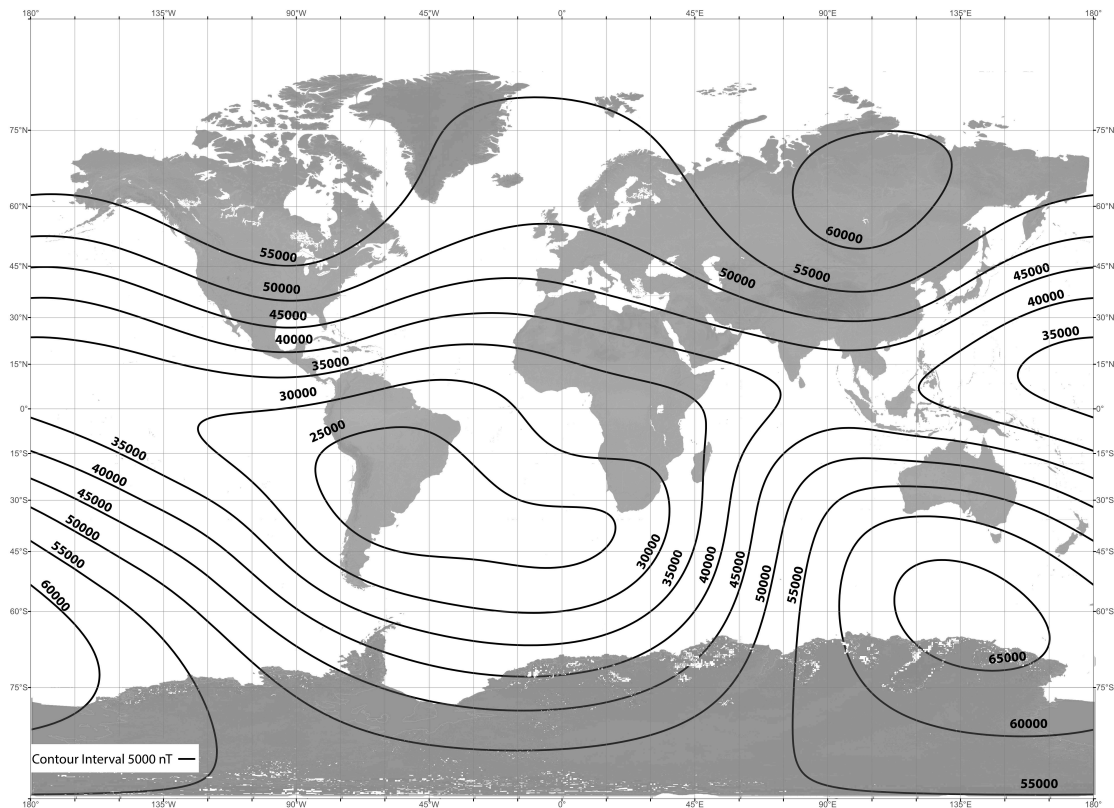 180° 135°W 90°W 45°W 0° 45°E 90°E 135°E 180°
75°N 75°N
60000
60°N 60°N
55000 55000
50000 50000 45000
45°N 45°N
45000 40000
30°N 30°N
40000 35000
15°N 35000 15°N
30000
0° 0°
25000
35000
15°S 15°S
40000
45000
30°S 30°S
50000
45°S 55000 30000 35000 40000 45000 50000 55000 45°S
60000
60°S 60°S
65000
75°S 75°S
60000
Contour Interval 5000 nT
55000
180° 135°W 90°W 45°W 0° 45°E 90°E 135°E 180°